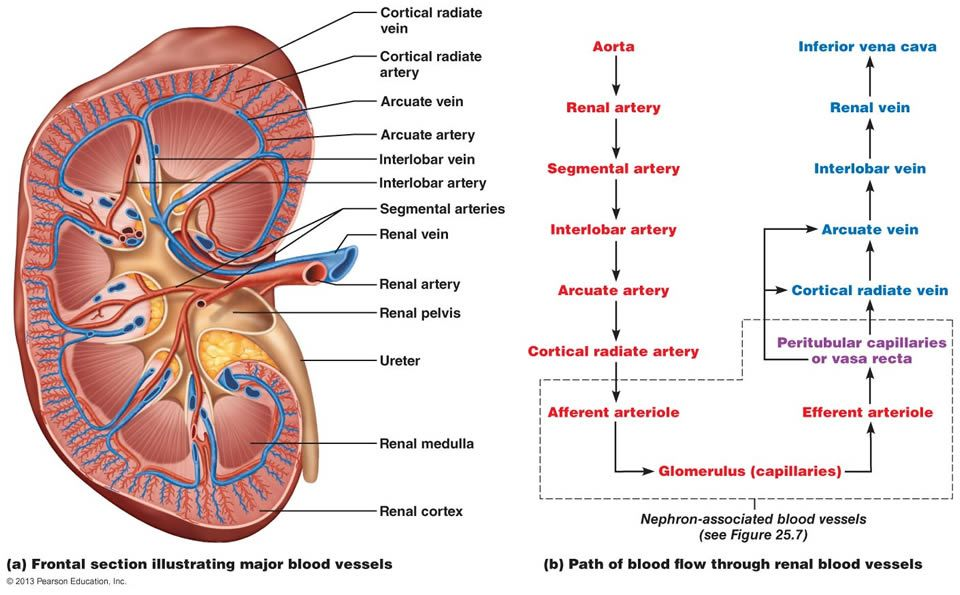 Cortical radiate
vein
Cortical radiate
artery
Arcuate vein
Arcuate artery
Interlobar vein
Interlobar artery
Segmental arteries
Renal vein
Renal artery
Renal pelvis
Ureter
Renal medulla
Renal cortex
(a) Frontal section illustrating major blood vessels
© 2013 Pearson Education, Inc.
Aorta
Renal artery
Segmental artery
Interlobar artery
Arcuate artery
Cortical radiate artery
Afferent arteriole
Glomerulus (capillaries)
Efferent arteriole
Peritubular capillaries
or vasa recta
Cortical radiate vein
Arcuate vein
Interlobar vein
Renal vein
Inferior vena cava
Nephron-associated blood vessels
(see Figure 25.7)
(b) Path of blood flow through renal blood vessels